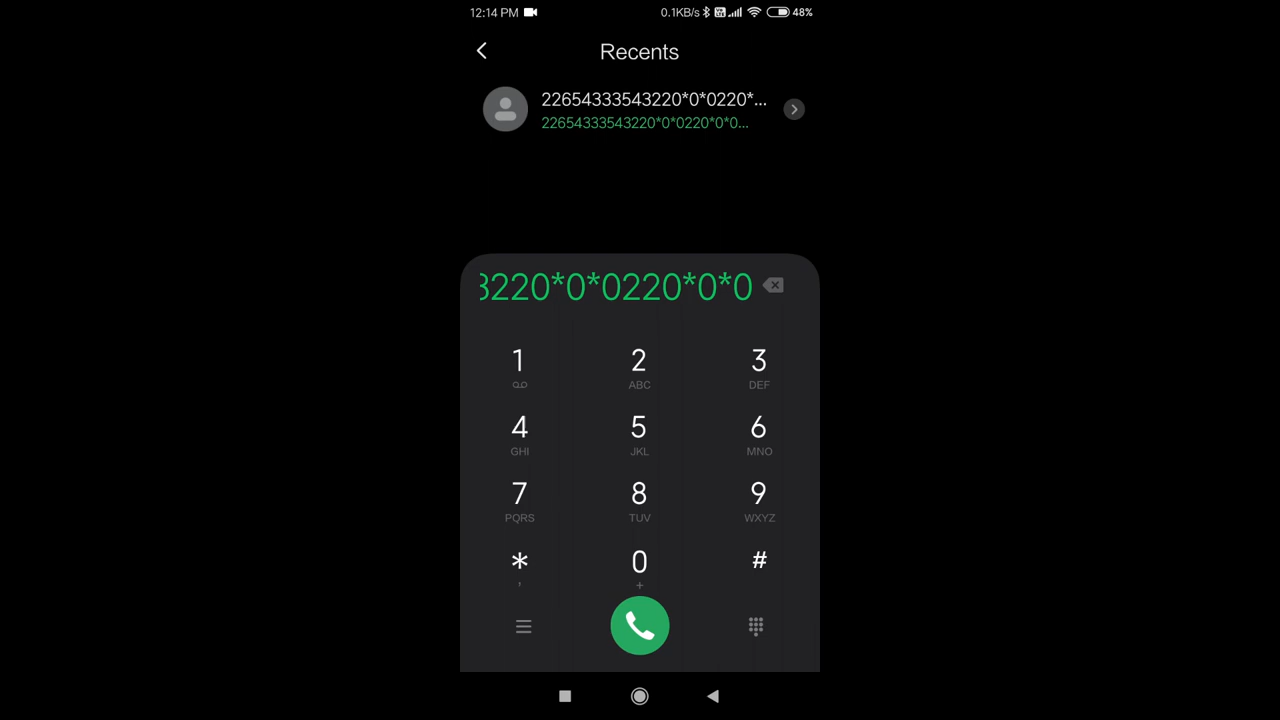 12:14 PM 0.1KB/s 48%
Recents
22654333543220*0*0220*...
22654333543220*0*0220*0*0...
3220*0*0220*0*0
1 2 3
ABC DEF
4 5 6
GHI JKL MNO
7 8 9
PQRS TUV WXYZ
* 0 #
, +